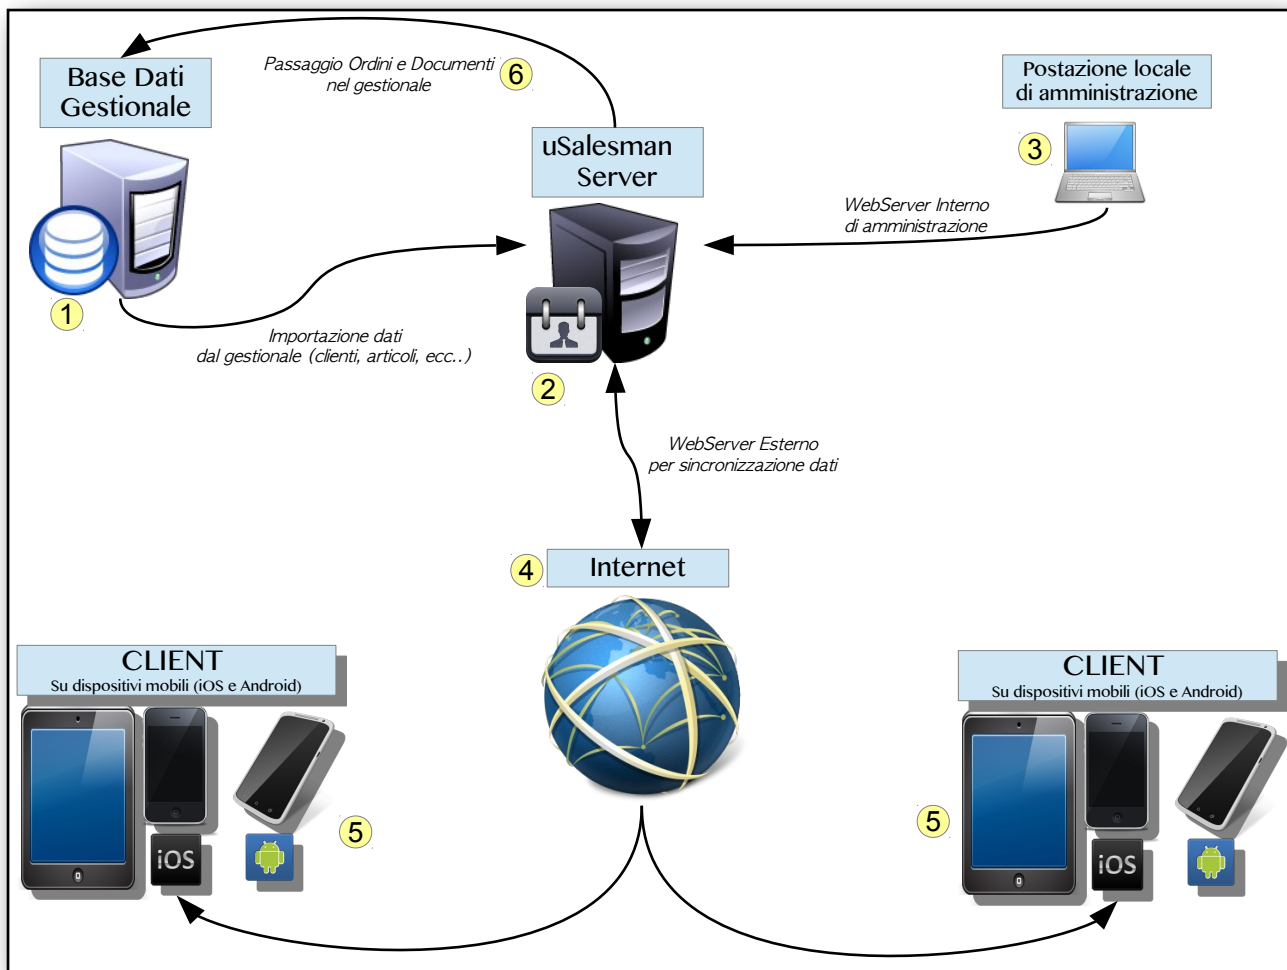 Base Dati
Gestionale
Passaggio Ordini e Documenti
nel gestionale
6
uSalesman
Server
Postazione locale
di amministrazione
3
WebServer Interno
di amministrazione
1
Importazione dati
dal gestionale (clienti, articoli, ecc..)
2
WebServer Esterno
per sincronizzazione dati
4
Internet
CLIENT
Su dispositivi mobili (iOS e Android)
5
iOS
CLIENT
Su dispositivi mobili (iOS e Android)
5
iOS